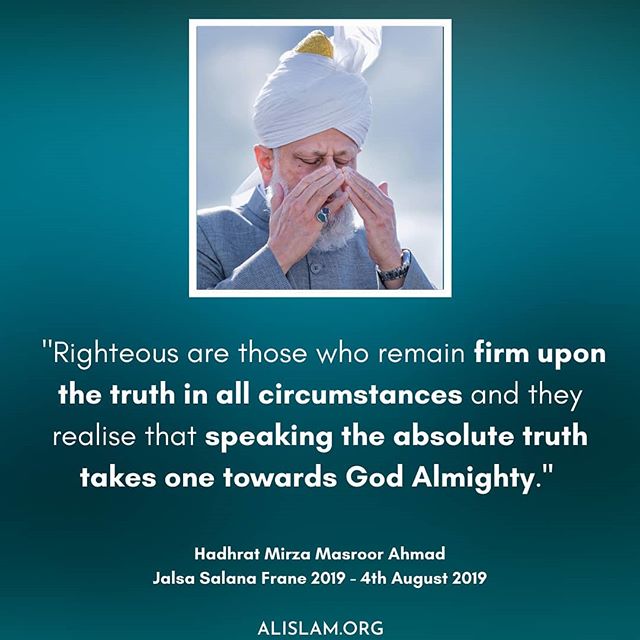 "Righteous are those who remain firm upon
the truth in all circumstances and they
realise that speaking the absolute truth
takes one towards God Almighty."
Hadhrat Mirza Masroor Ahmad
Jalsa Salana Frane 2019 - 4th August 2019
ALISLAM.ORG